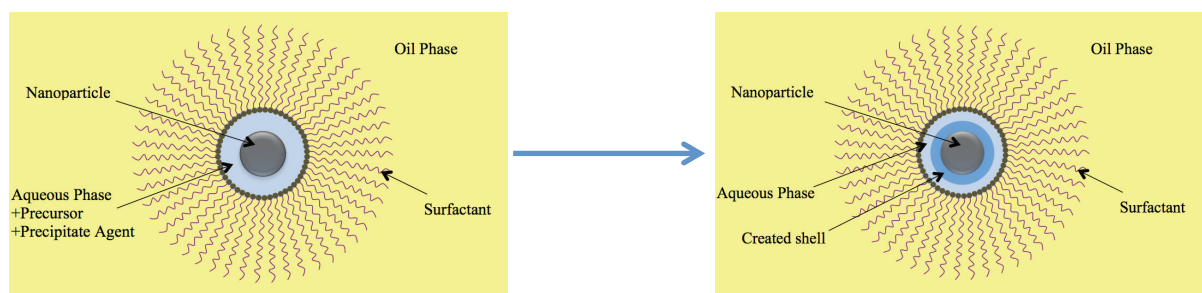 Oil Phase
Nanoparticle
Aqueous Phase
+Precursor
+Precipitate Agent
Surfactant
Oil Phase
Nanoparticle
Aqueous Phase
Surfactant
Created shell